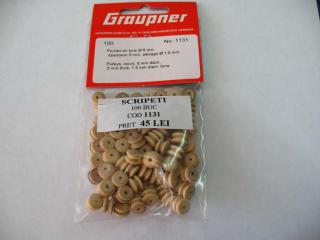 Graupner
100 No. 1131
Poulies en bois Ø 8 mm,
épaisseur 5 mm, alésage Ø 1.5 mm
Pulleys, wood, 8 mm diam.,
5 mm thick, 1.5 mm diam. bore
SCRIPETI
100 BUC
COD 1131
PRET 45 LEI